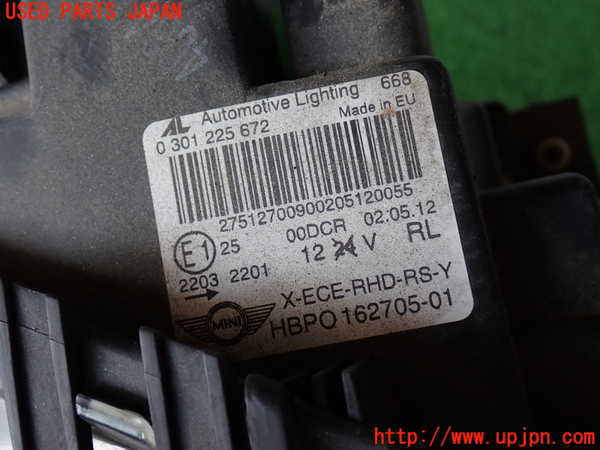 USED PARTS JAPAN
AL Automotive Lighting 668
0 301 225 672 Made in EU
27512700900205120055
E1 25 00DCR 02.05.12
2203 2201 12 24 V RL
X-ECE-RHD-RS-Y
MINI HBPO 162705-01
http://www.upjpn.com/